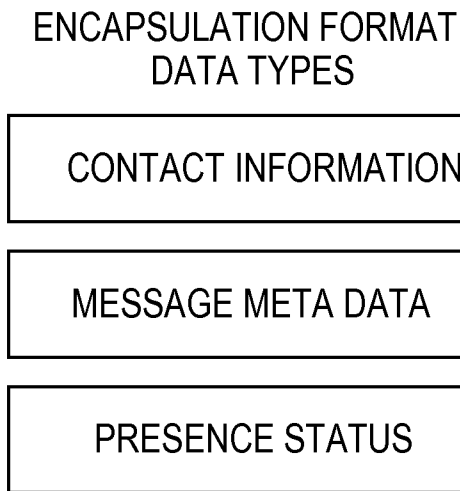 ENCAPSULATION FORMAT
DATA TYPES
CONTACT INFORMATION
MESSAGE META DATA
PRESENCE STATUS